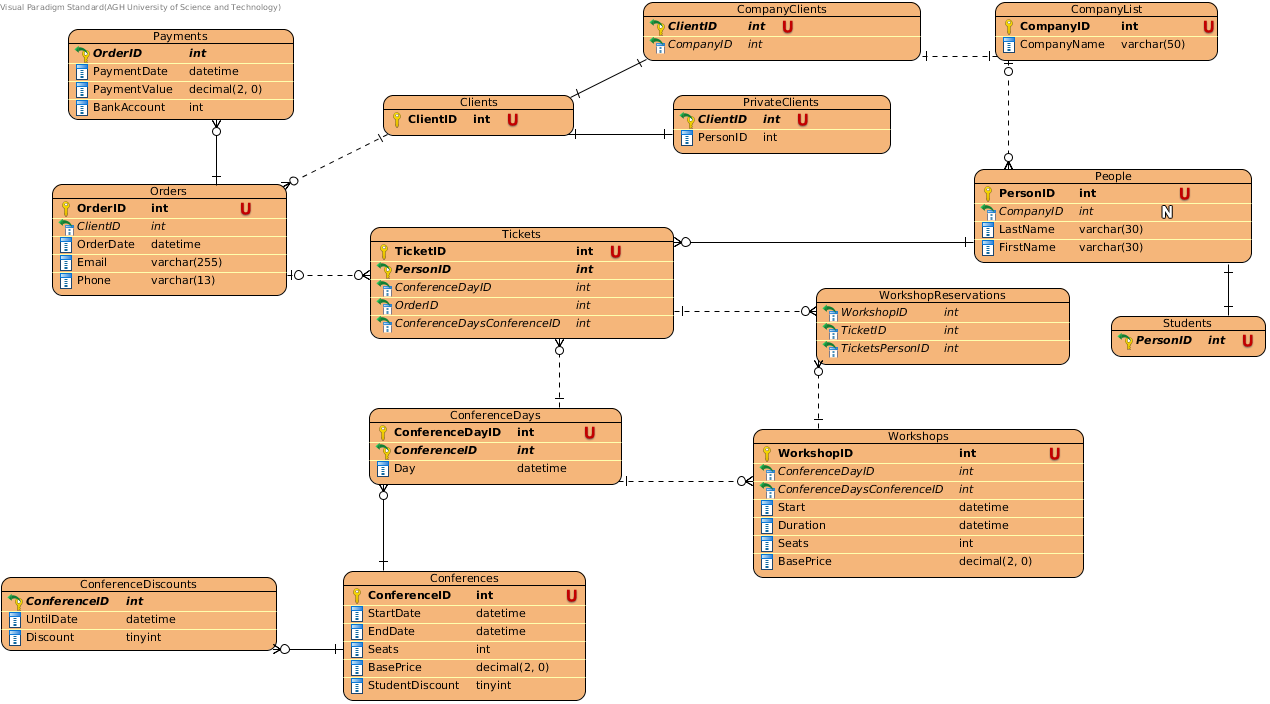 Visual Paradigm Standard(AGH University of Science and Technology)
CompanyClients
ClientID int U
CompanyID int
CompanyList
CompanyID int U
CompanyName varchar(50)
Payments
OrderID int
PaymentDate datetime
PaymentValue decimal(2, 0)
BankAccount int
Clients
ClientID int U
PrivateClients
ClientID int U
PersonID int
People
PersonID int U
CompanyID int N
LastName varchar(30)
FirstName varchar(30)
Orders
OrderID int U
ClientID int
OrderDate datetime
Email varchar(255)
Phone varchar(13)
Tickets
TicketID int U
PersonID int
ConferenceDayID int
OrderID int
ConferenceDaysConferenceID int
WorkshopReservations
WorkshopID int
TicketID int
TicketsPersonID int
Students
PersonID int U
ConferenceDays
ConferenceDayID int U
ConferenceID int
Day datetime
Workshops
WorkshopID int U
ConferenceDayID int
ConferenceDaysConferenceID int
Start datetime
Duration datetime
Seats int
BasePrice decimal(2, 0)
ConferenceDiscounts
ConferenceID int
UntilDate datetime
Discount tinyint
Conferences
ConferenceID int U
StartDate datetime
EndDate datetime
Seats int
BasePrice decimal(2, 0)
StudentDiscount tinyint